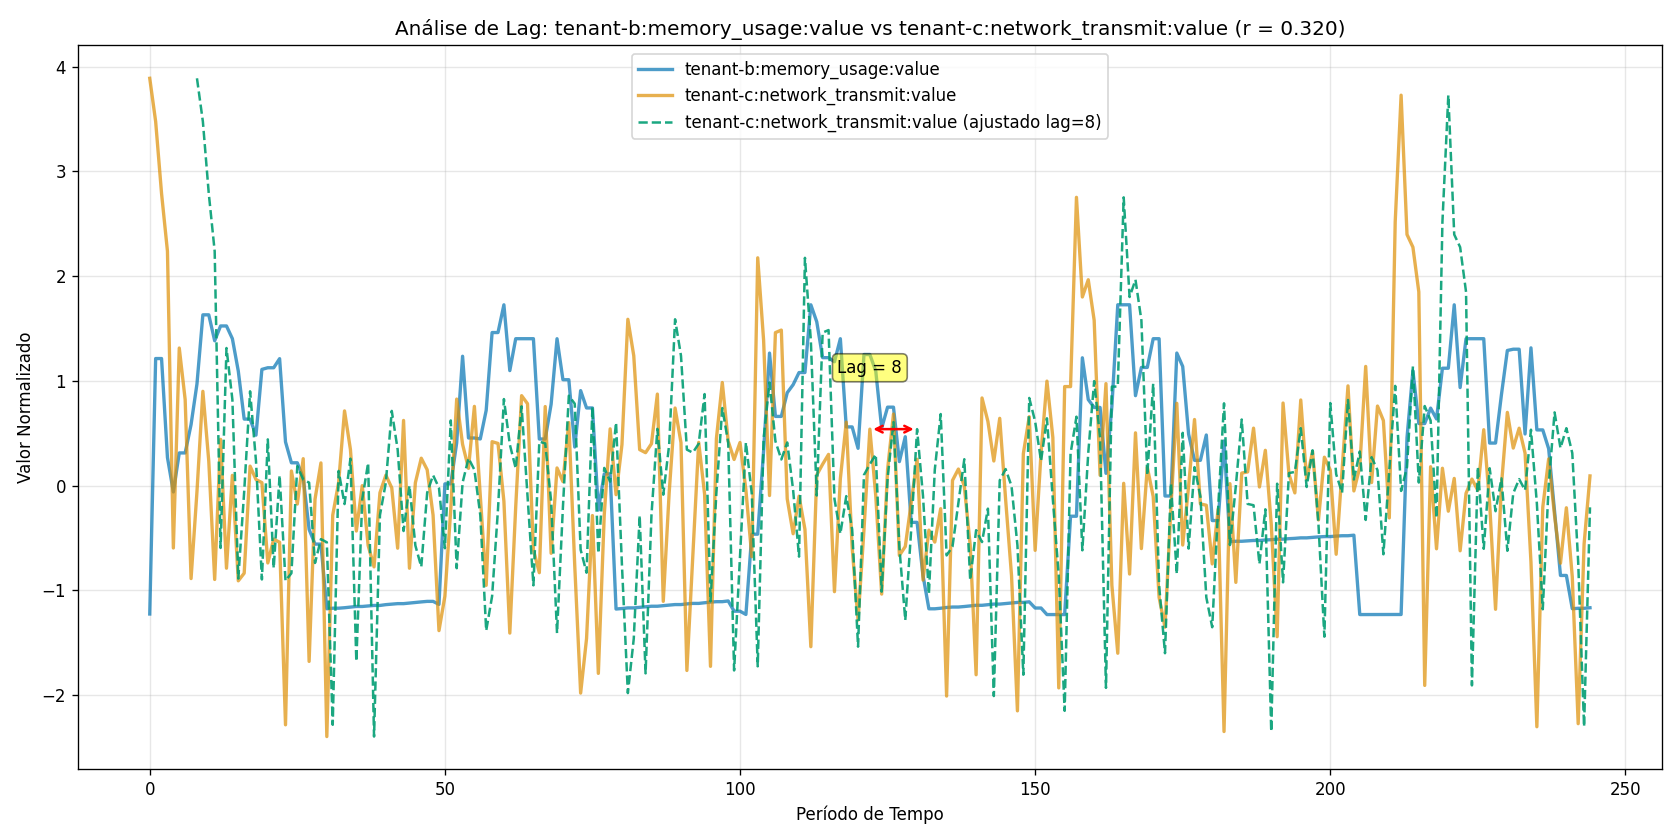 Análise de Lag: tenant-b:memory_usage:value vs tenant-c:network_transmit:value (r = 0.320)
tenant-b:memory_usage:value
tenant-c:network_transmit:value
tenant-c:network_transmit:value (ajustado lag=8)
Lag = 8
Valor Normalizado
4
3
2
1
0
−1
−2
0 50 100 150 200 250
Período de Tempo